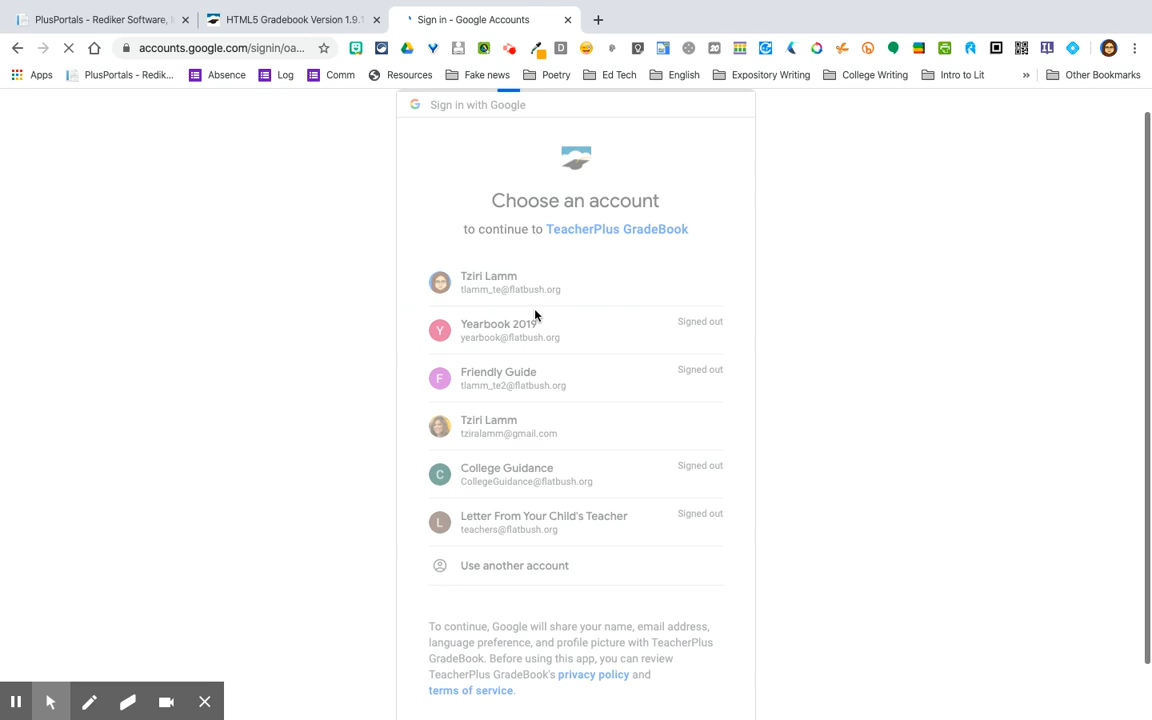 PlusPortals - Rediker Software, I
HTML5 Gradebook Version 1.9.1
Sign in - Google Accounts
accounts.google.com/signin/oa...
Apps
PlusPortals - Redik...
Absence
Log
Comm
Resources
Fake news
Poetry
Ed Tech
English
Expository Writing
College Writing
Intro to Lit
»
Other Bookmarks
Sign in with Google
Choose an account
to continue to TeacherPlus GradeBook
Tziri Lamm
tlamm_te@flatbush.org
Yearbook 2019
Signed out
yearbook@flatbush.org
Friendly Guide
Signed out
tlamm_te2@flatbush.org
Tziri Lamm
tziralamm@gmail.com
College Guidance
Signed out
CollegeGuidance@flatbush.org
Letter From Your Child's Teacher
Signed out
teachers@flatbush.org
Use another account
To continue, Google will share your name, email address,
language preference, and profile picture with TeacherPlus
GradeBook. Before using this app, you can review
TeacherPlus GradeBook's privacy policy and
terms of service.